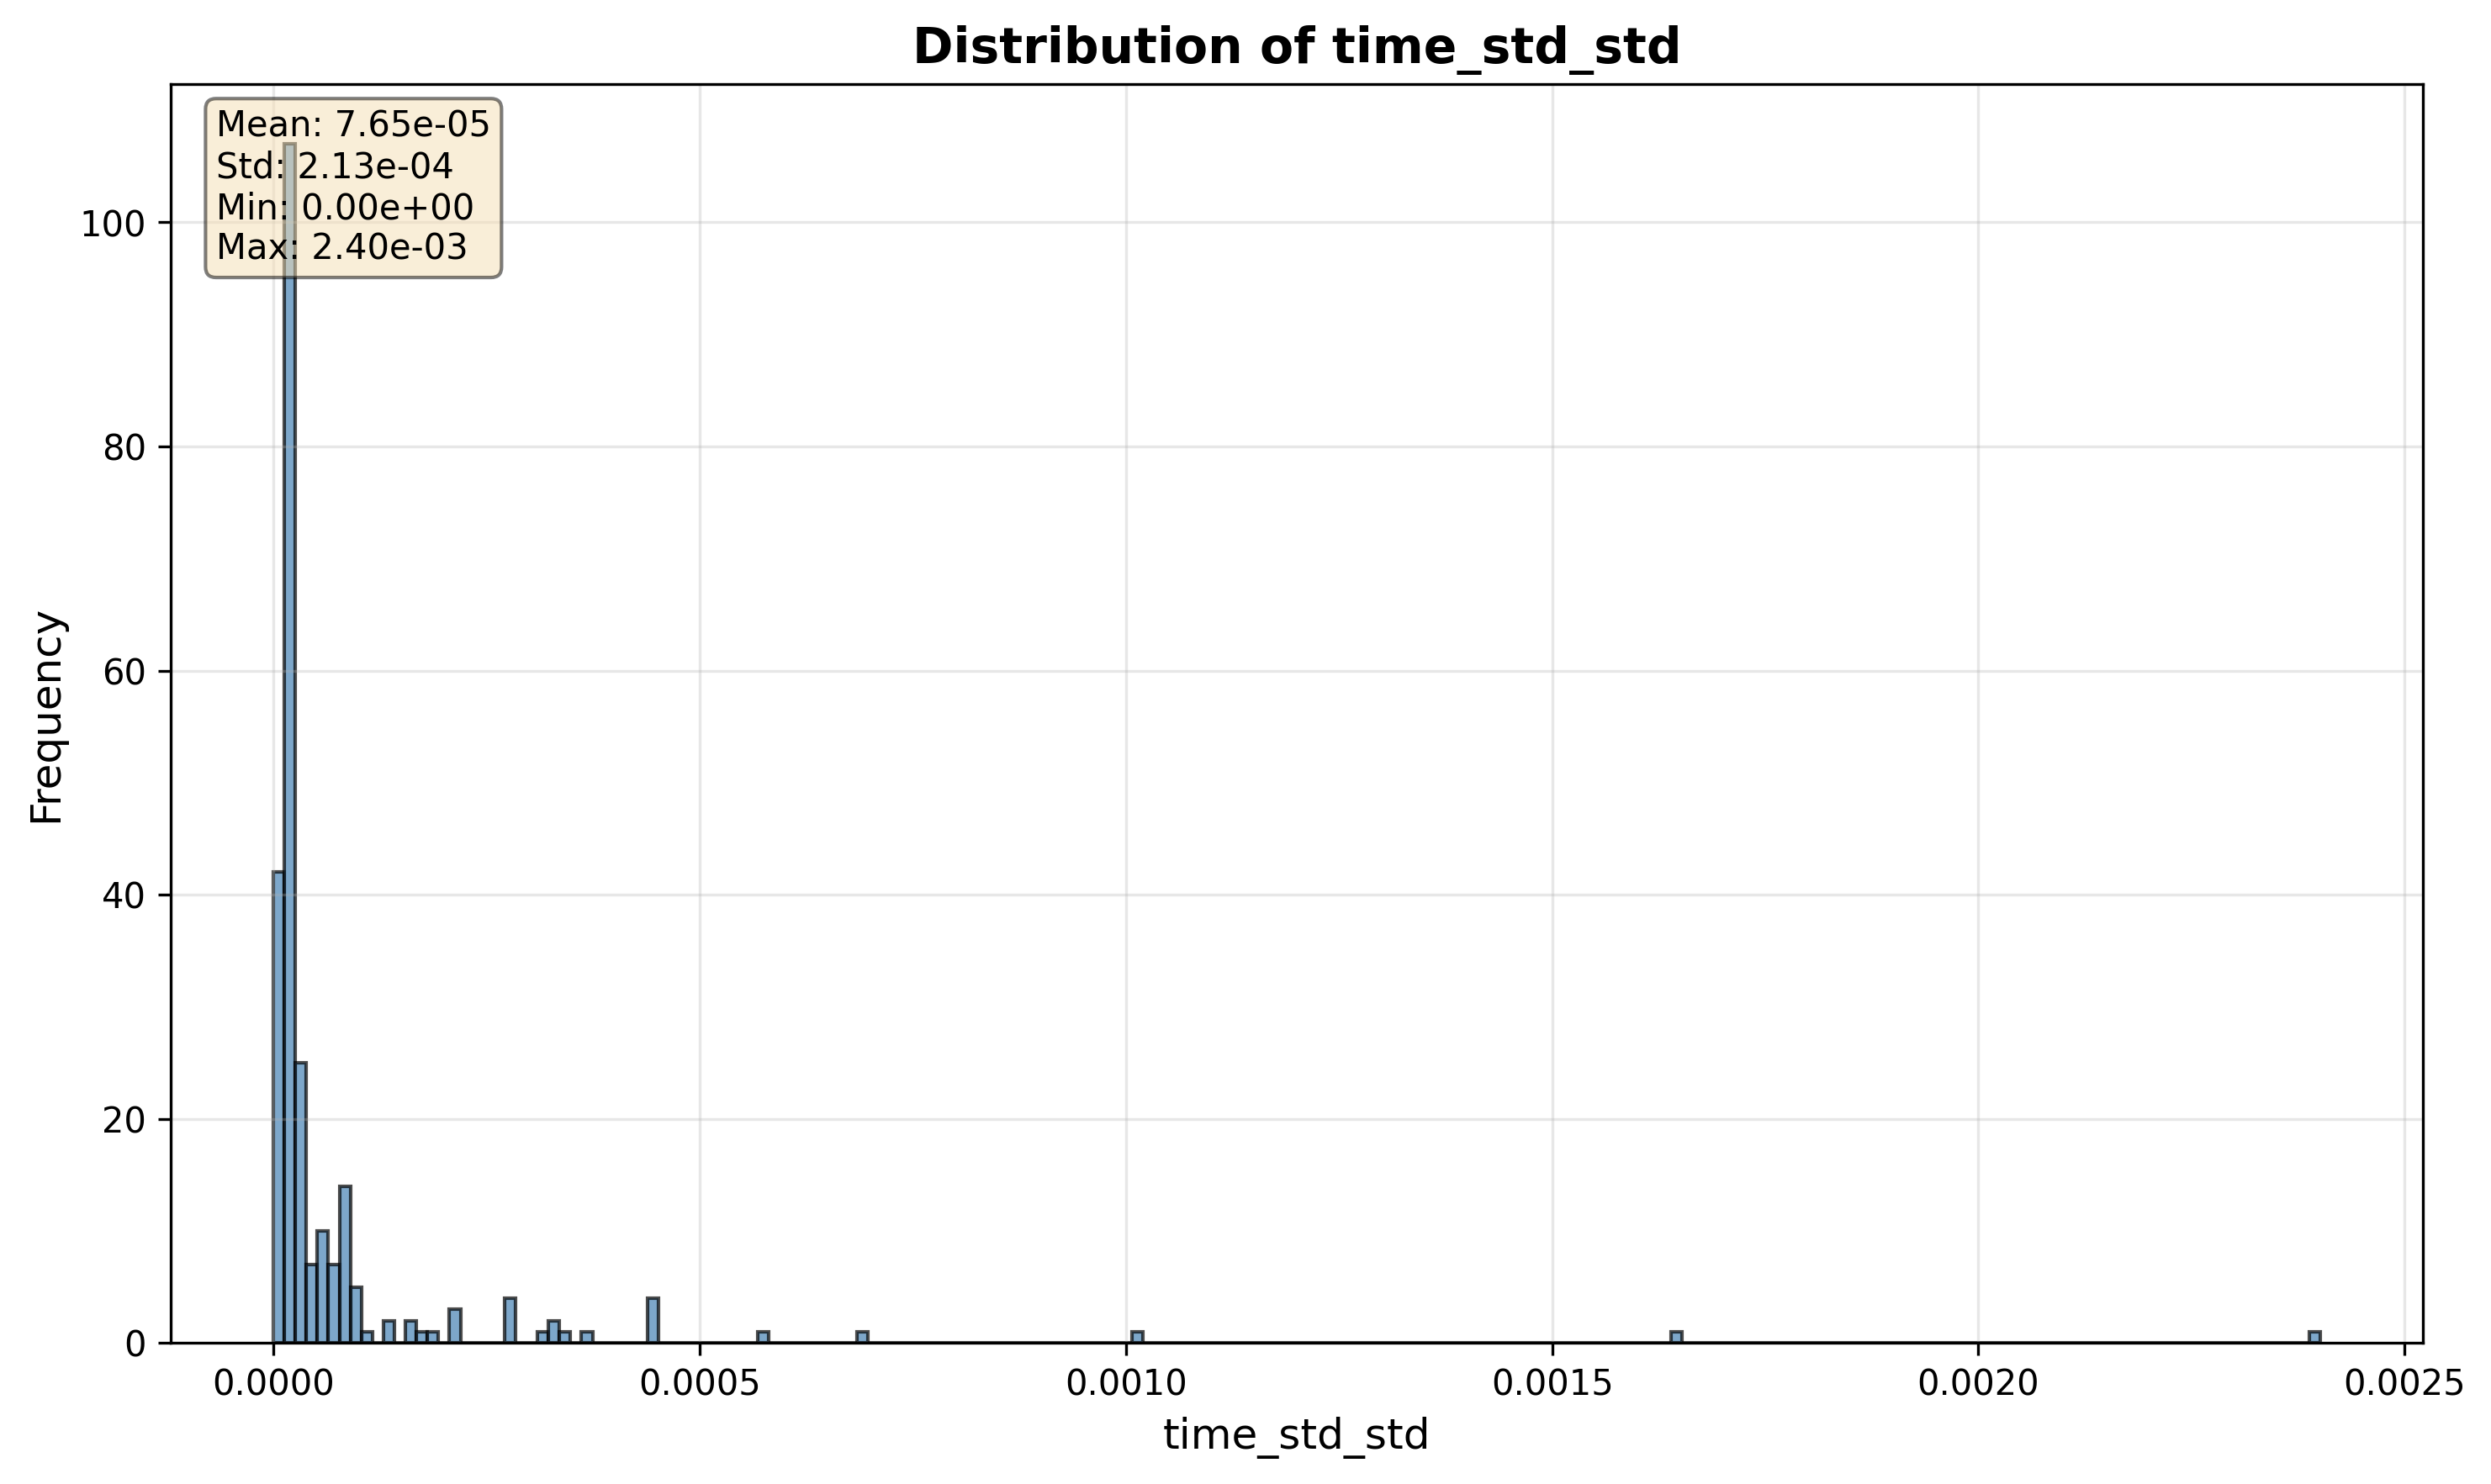 Distribution of time_std_std
Mean: 7.65e-05
Std: 2.13e-04
Min: 0.00e+00
Max: 2.40e-03
100
80
60
40
20
0
Frequency
0.0000 0.0005 0.0010 0.0015 0.0020 0.0025
time_std_std